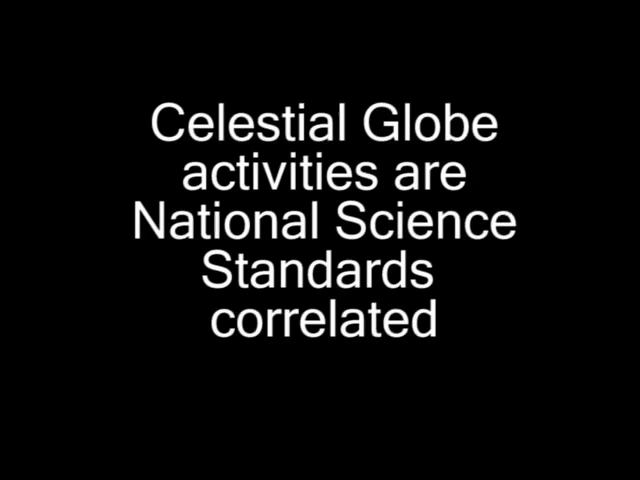 Celestial Globe
activities are
National Science
Standards
correlated